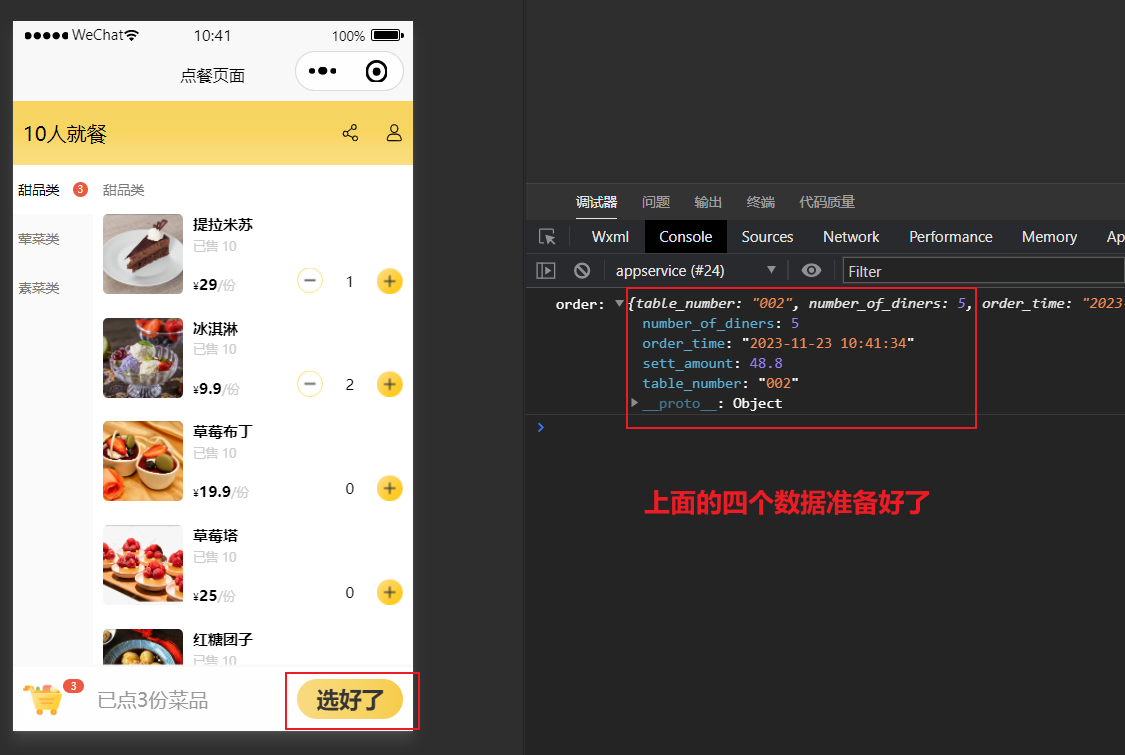 WeChat 10:41 100%
点餐页面
10人就餐
甜品类 3
荤菜类
素菜类
甜品类
提拉米苏
已售 10
¥29/份
1
冰淇淋
已售 10
¥9.9/份
2
草莓布丁
已售 10
¥19.9/份
0
草莓塔
已售 10
¥25/份
0
红糖团子
已售 10
3 已点3份菜品 选好了
调试器 问题 输出 终端 代码质量
Wxml Console Sources Network Performance Memory Ap
appservice (#24) Filter
order: {table_number: "002", number_of_diners: 5, order_time: "2023-
number_of_diners: 5
order_time: "2023-11-23 10:41:34"
sett_amount: 48.8
table_number: "002"
__proto__: Object
上面的四个数据准备好了